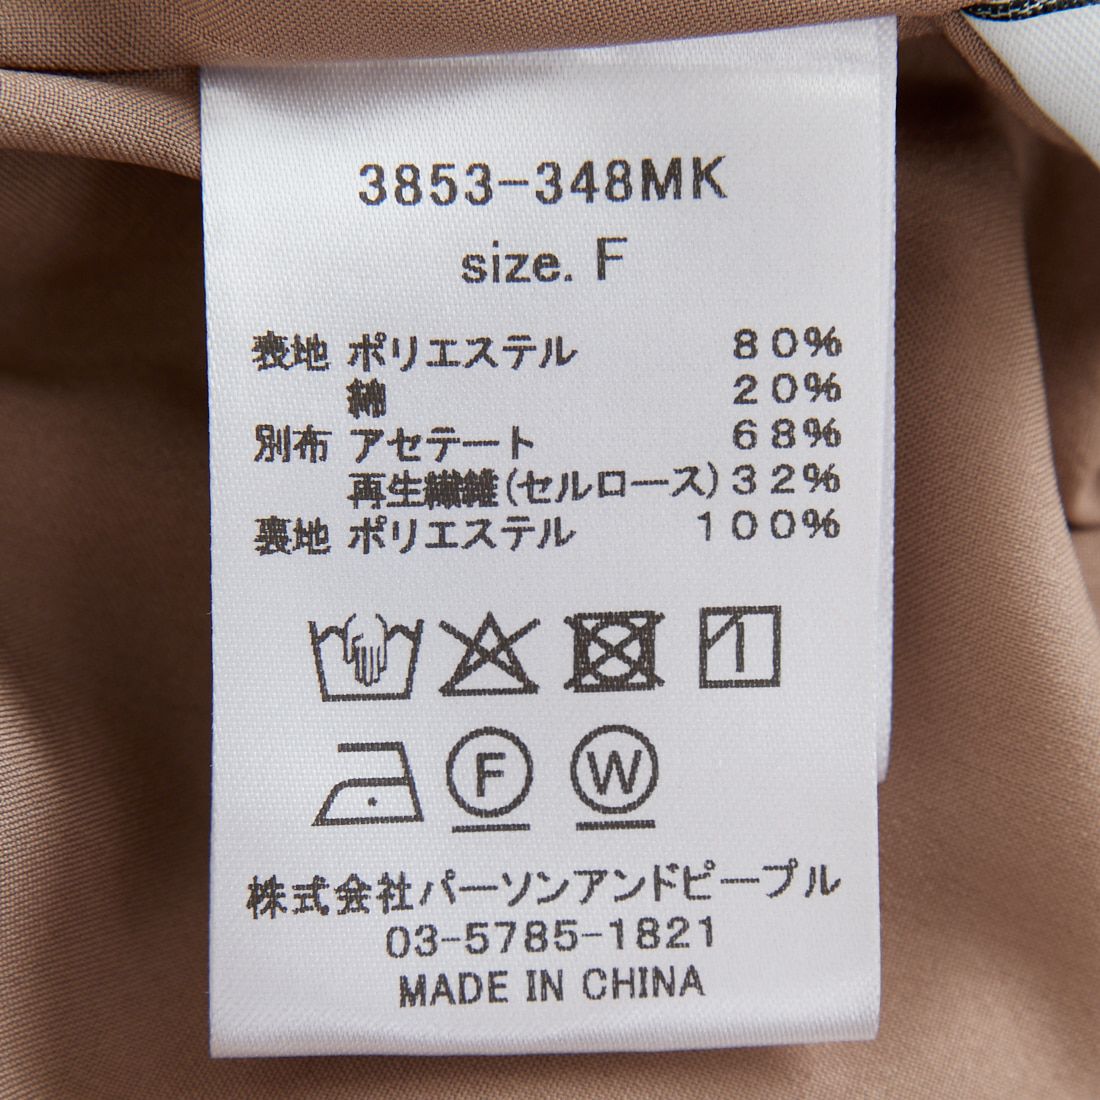 3853-348MK
size. F
表地 ポリエステル 80%
綿 20%
別布 アセテート 68%
再生繊維(セルロース)32%
裏地 ポリエステル 100%
F W
株式会社パーソンアンドピープル
03-5785-1821
MADE IN CHINA